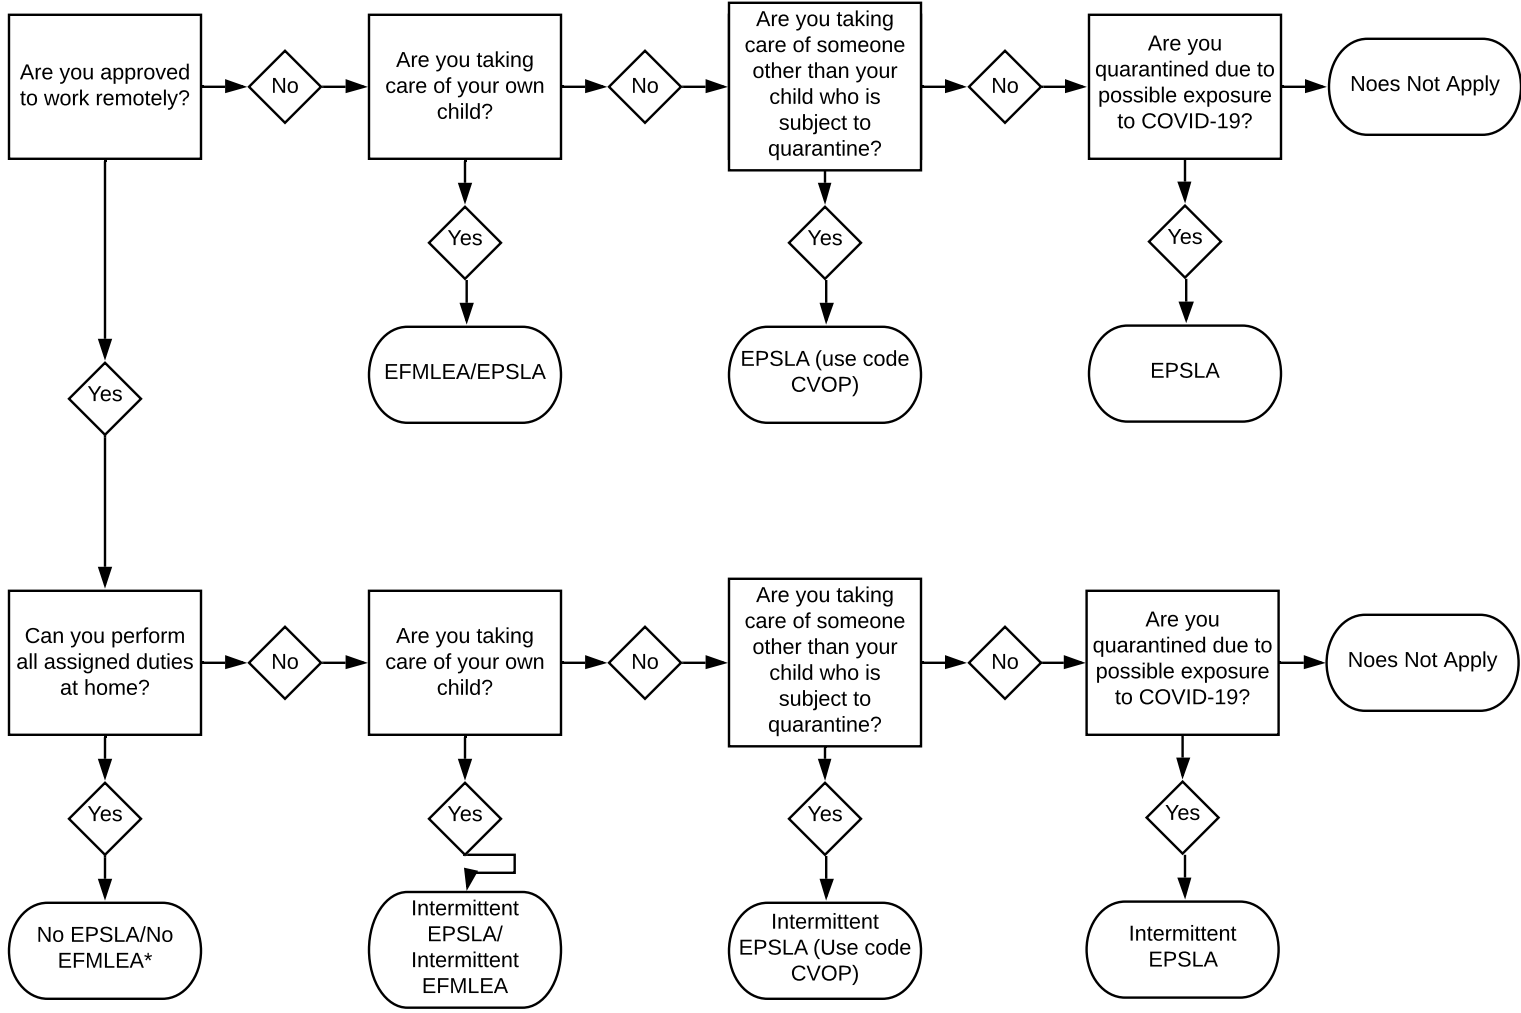 Are you approved
to work remotely?
No
Are you taking
care of your own
child?
No
Are you taking
care of someone
other than your
child who is
subject to
quarantine?
No
Are you
quarantined due to
possible exposure
to COVID-19?
Noes Not Apply
Yes
Yes
Yes
EFMLEA/EPSLA
EPSLA (use code
CVOP)
EPSLA
Yes
Can you perform
all assigned duties
at home?
No
Are you taking
care of your own
child?
No
Are you taking
care of someone
other than your
child who is
subject to
quarantine?
No
Are you
quarantined due to
possible exposure
to COVID-19?
Noes Not Apply
Yes
Yes
Yes
Yes
No EPSLA/No
EFMLEA*
Intermittent
EPSLA/
Intermittent
EFMLEA
Intermittent
EPSLA (Use code
CVOP)
Intermittent
EPSLA